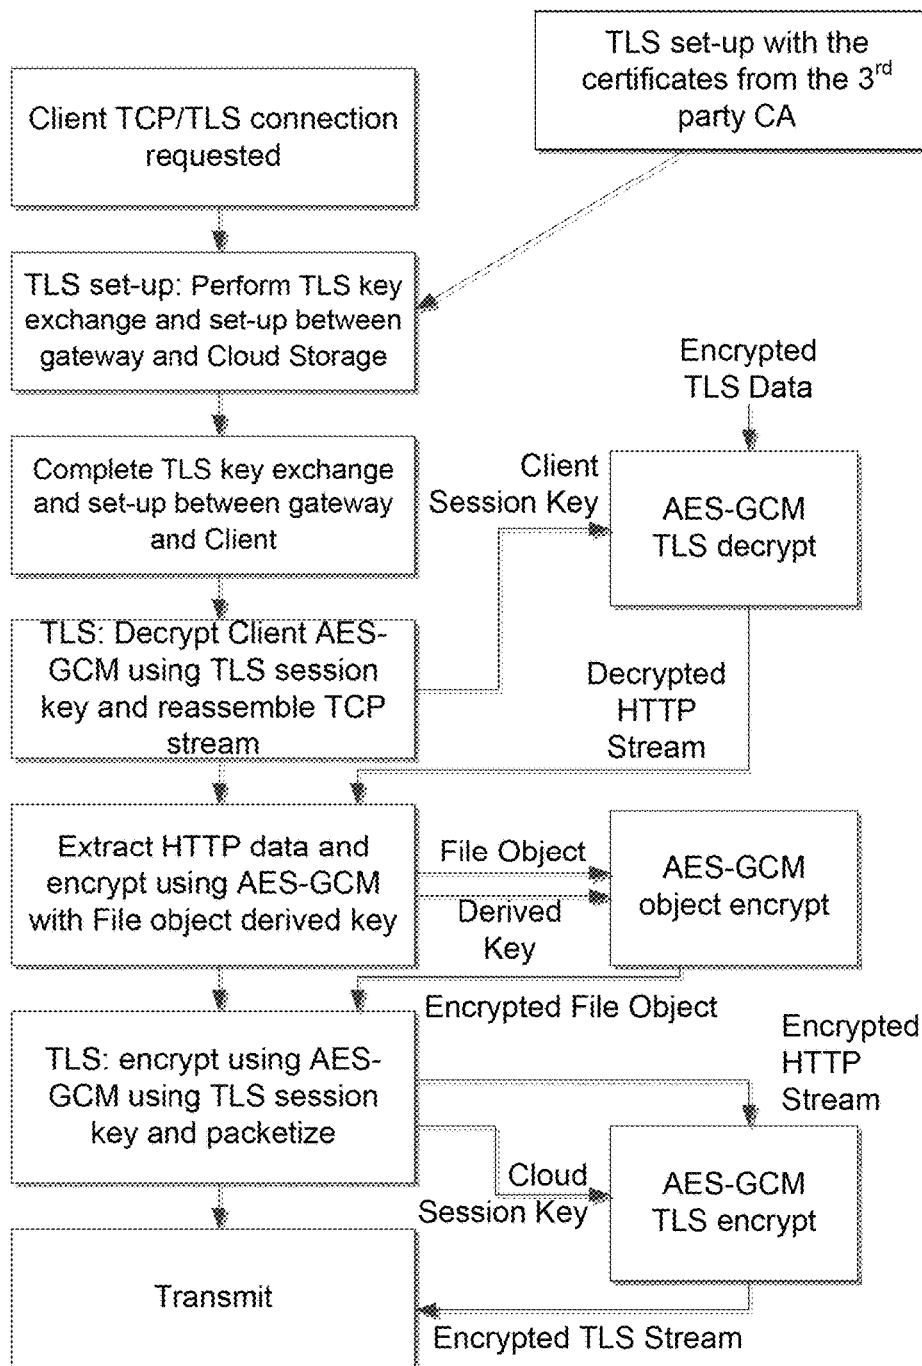 TLS set-up with the
certificates from the 3rd
party CA
Client TCP/TLS connection
requested
TLS set-up: Perform TLS key
exchange and set-up between
gateway and Cloud Storage
Encrypted
TLS Data
Complete TLS key exchange
and set-up between gateway
and Client
Client
Session Key
AES-GCM
TLS decrypt
TLS: Decrypt Client AES-
GCM using TLS session
key and reassemble TCP
stream
Decrypted
HTTP
Stream
Extract HTTP data and
encrypt using AES-GCM
with File object derived key
File Object
Derived
Key
AES-GCM
object encrypt
Encrypted File Object
TLS: encrypt using AES-
GCM using TLS session
key and packetize
Encrypted
HTTP
Stream
Cloud
Session Key
AES-GCM
TLS encrypt
Transmit
Encrypted TLS Stream